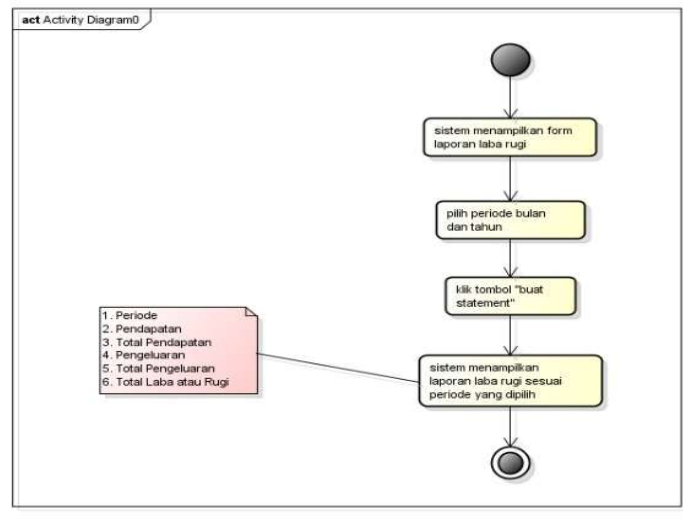 act Activity Diagram0
sistem menampilkan form
laporan laba rugi
pilih periode bulan
dan tahun
klik tombol "buat
statement"
1. Periode
2. Pendapatan
3. Total Pendapatan
4. Pengeluaran
5. Total Pengeluaran
6. Total Laba atau Rugi
sistem menampilkan
laporan laba rugi sesuai
periode yang dipilih